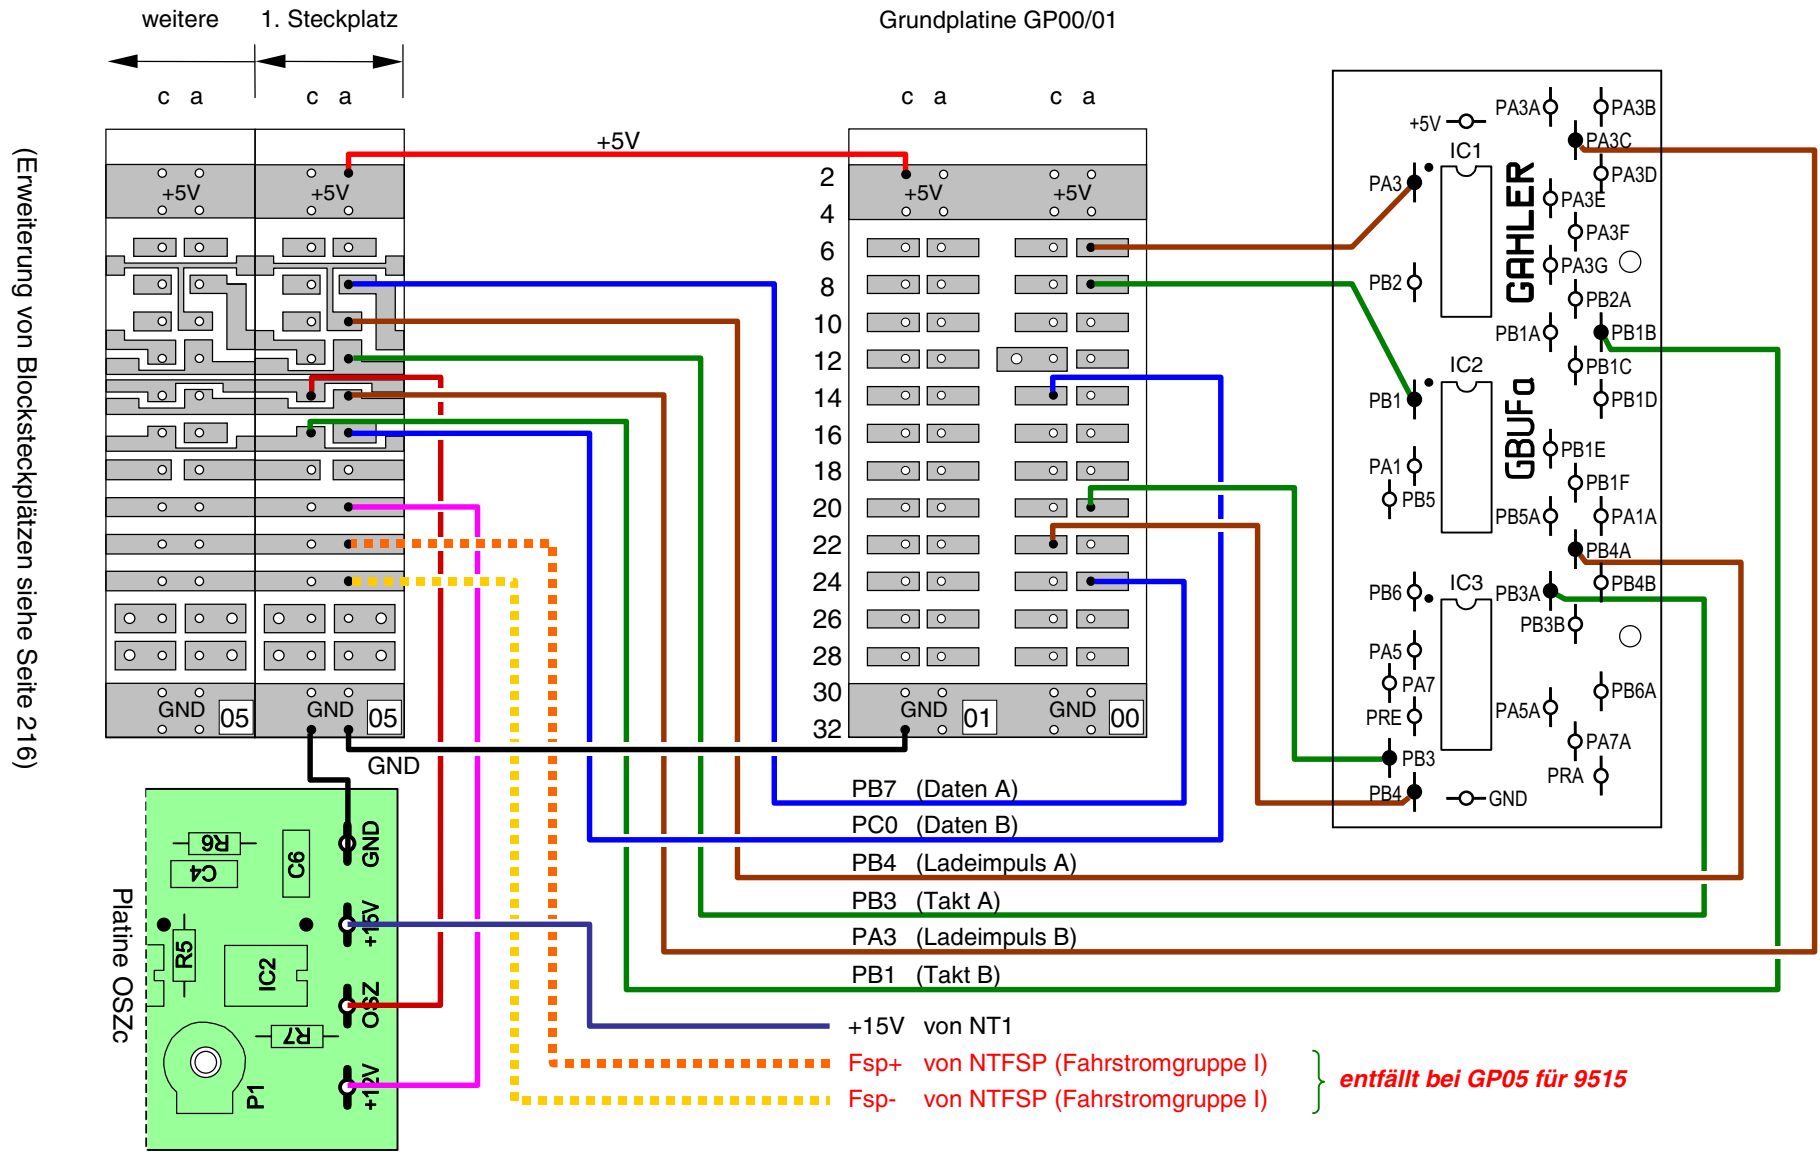 weitere
1. Steckplatz
Grundplatine GP00/01
c a
c a
c a
c a
+5V
+5V
+5V
+5V
+5V
2
4
6
8
10
12
14
16
18
20
22
24
26
28
30
32
GND
05
GND
05
GND
01
GND
00
GND
(Erweiterung von Blocksteckplätzen siehe Seite 216)
+5V
IC1
PA3
PB2
IC2
PB1
PA1
PB5
IC3
PB6
PA5
PA7
PRE
PB3
PB4
GND
GAHLER
GBUFa
PA3A
PA3B
PA3C
PA3D
PA3E
PA3F
PA3G
PB2A
PB1A
PB1B
PB1C
PB1D
PB1E
PB1F
PB5A
PA1A
PB4A
PB4B
PB3A
PB3B
PB6A
PA5A
PA7A
PRA
PB7 (Daten A)
PC0 (Daten B)
PB4 (Ladeimpuls A)
PB3 (Takt A)
PA3 (Ladeimpuls B)
PB1 (Takt B)
+15V von NT1
Fsp+ von NTFSP (Fahrstromgruppe I)
Fsp- von NTFSP (Fahrstromgruppe I)
entfällt bei GP05 für 9515
Platine OSZc
R6
C4
C6
R5
IC2
R7
P1
GND
+15V
OSZ
+12V